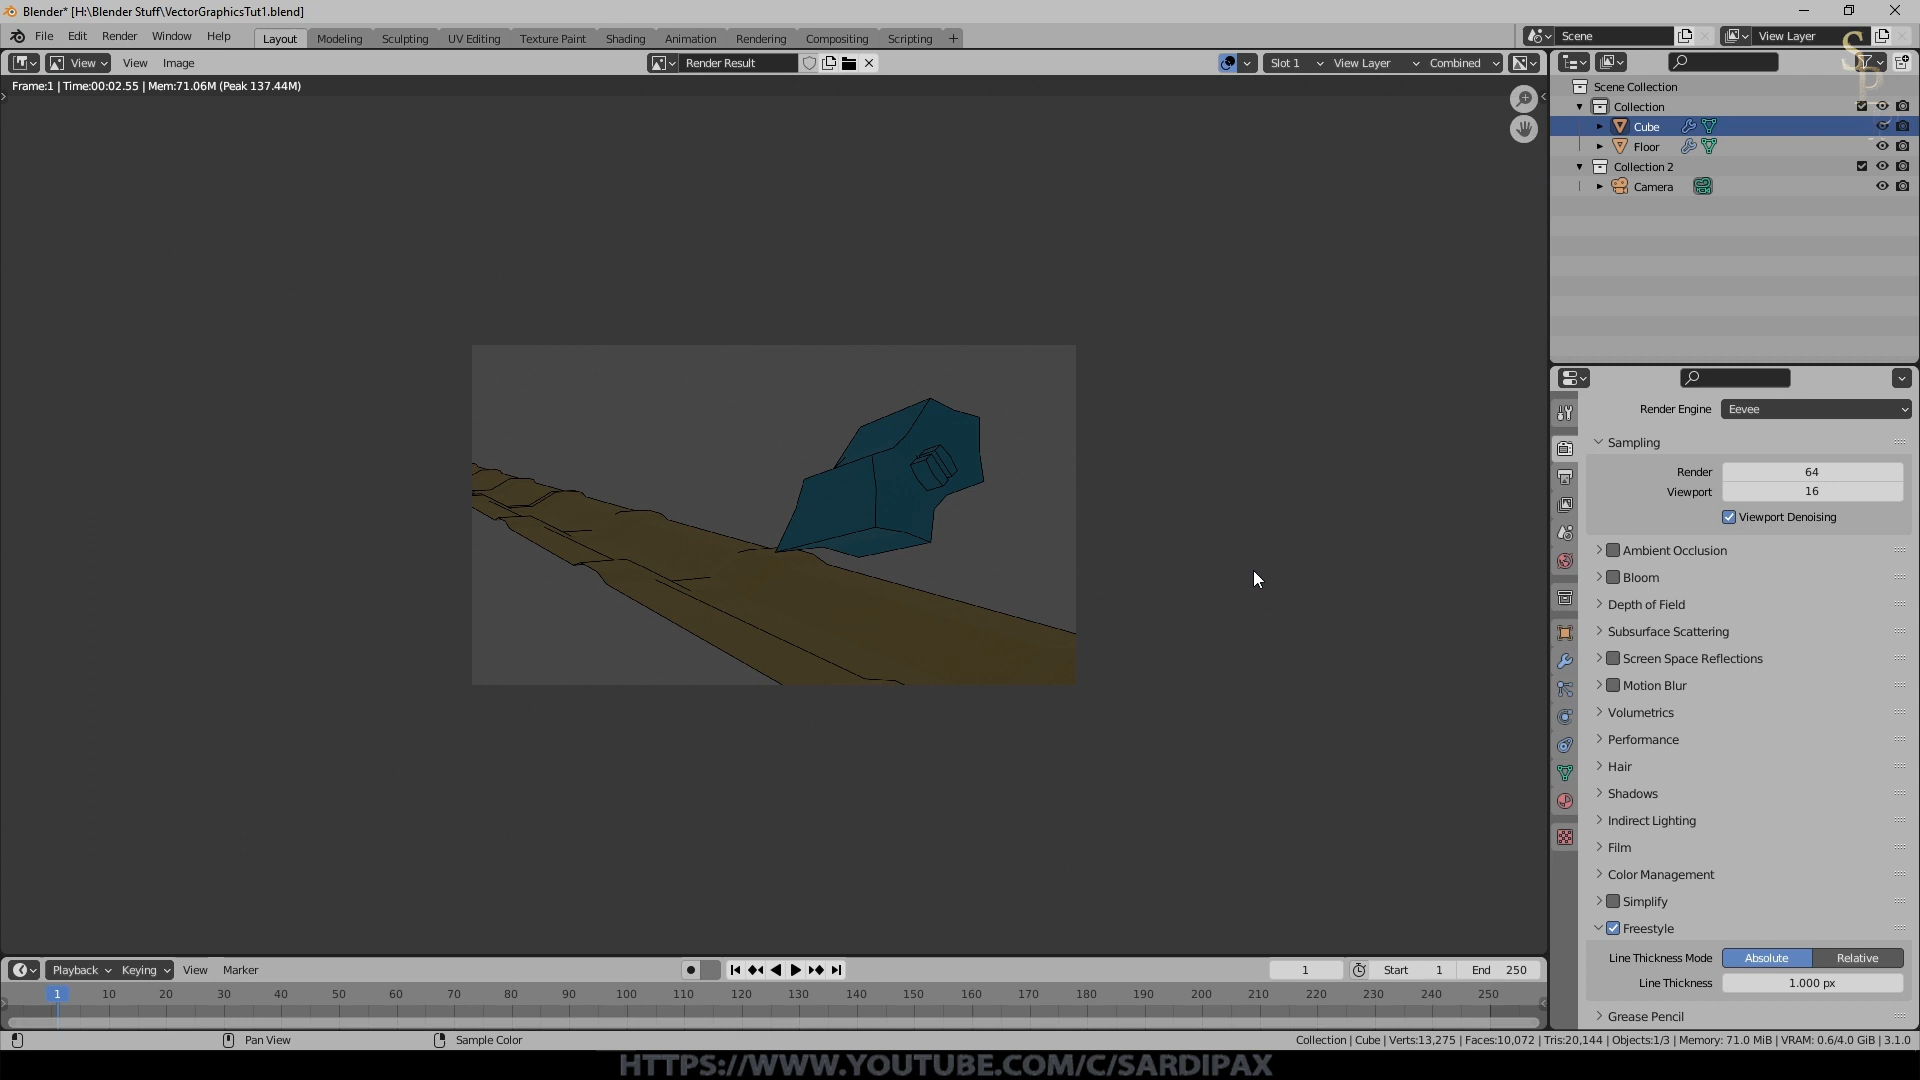 Blender* [H:\Blender Stuff\VectorGraphicsTut1.blend]
File Edit Render Window Help Layout Modeling Sculpting UV Editing Texture Paint Shading Animation Rendering Compositing Scripting + Scene View Layer
View View Image Render Result Slot 1 View Layer Combined
Frame:1 | Time:00:02.55 | Mem:71.06M (Peak 137.44M)
Scene Collection
Collection
Cube
Floor
Collection 2
Camera
Render Engine Eevee
Sampling
Render 64
Viewport 16
Viewport Denoising
Ambient Occlusion
Bloom
Depth of Field
Subsurface Scattering
Screen Space Reflections
Motion Blur
Volumetrics
Performance
Hair
Shadows
Indirect Lighting
Film
Color Management
Simplify
Freestyle
Line Thickness Mode Absolute Relative
Line Thickness 1.000 px
Grease Pencil
Playback Keying View Marker 1 Start 1 End 250
1 10 20 30 40 50 60 70 80 90 100 110 120 130 140 150 160 170 180 190 200 210 220 230 240 250
Pan View Sample Color Collection | Cube | Verts:13,275 | Faces:10,072 | Tris:20,144 | Objects:1/3 | Memory: 71.0 MiB | VRAM: 0.6/4.0 GiB | 3.1.0
HTTPS://WWW.YOUTUBE.COM/C/SARDIPAX